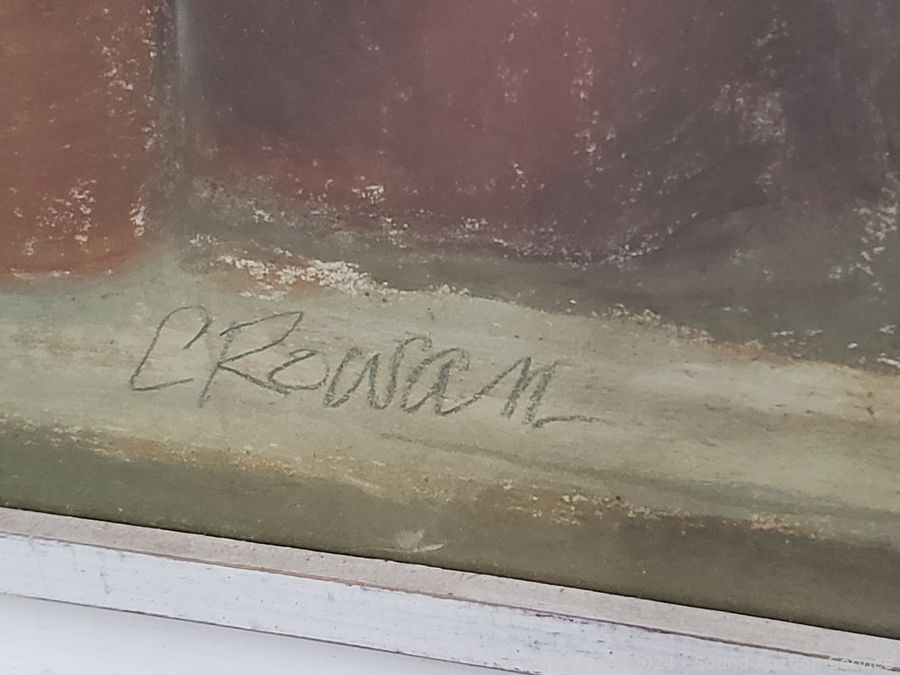 C Rowan
2024 | Sound Auction Service